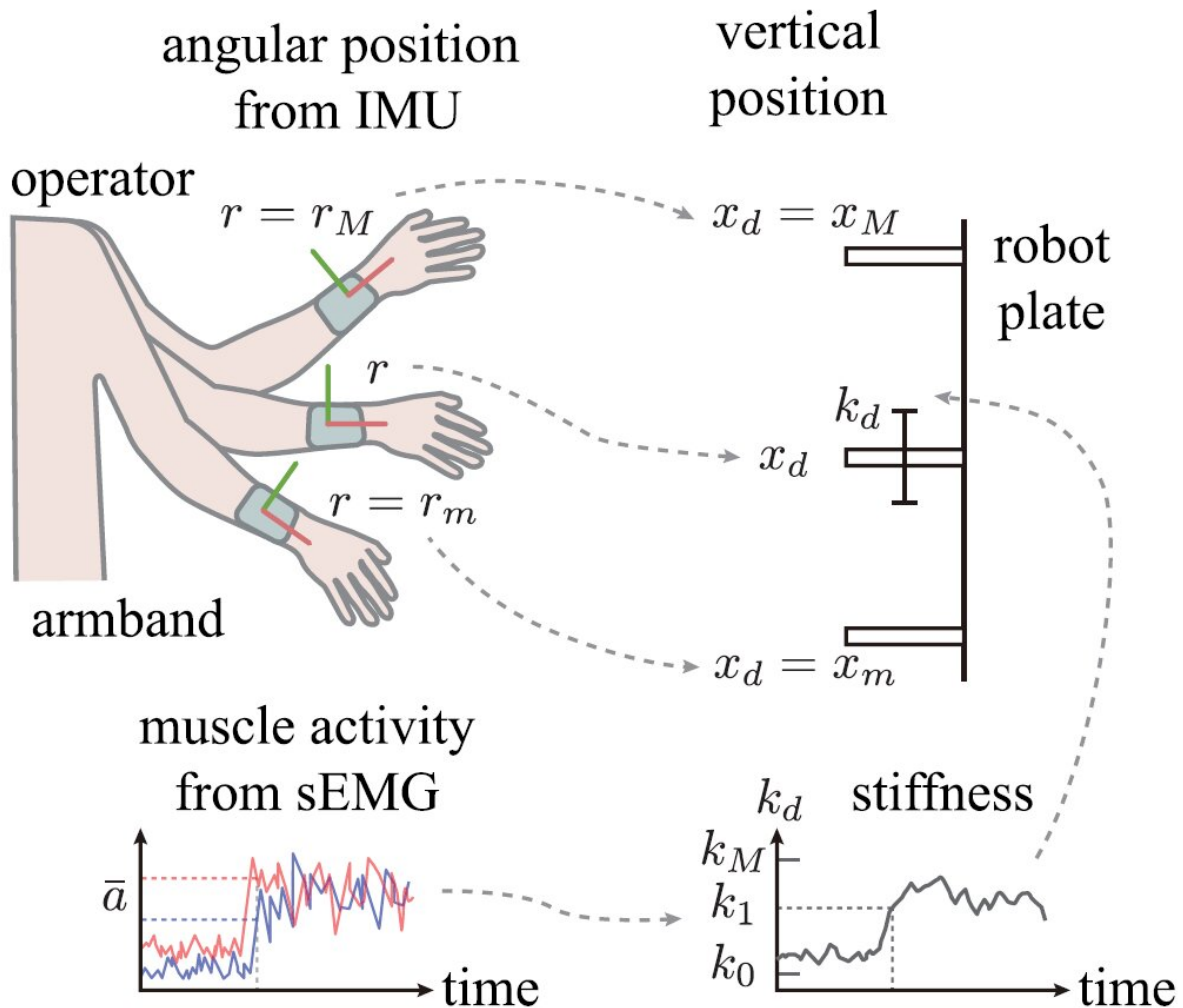 angular position
from IMU
vertical
position
operator
r = r_M
x_d = x_M
robot
plate
r
k_d
x_d
r = r_m
armband
x_d = x_m
muscle activity
from sEMG
k_d
stiffness
k_M
a̅
k_1
k_0
time
time